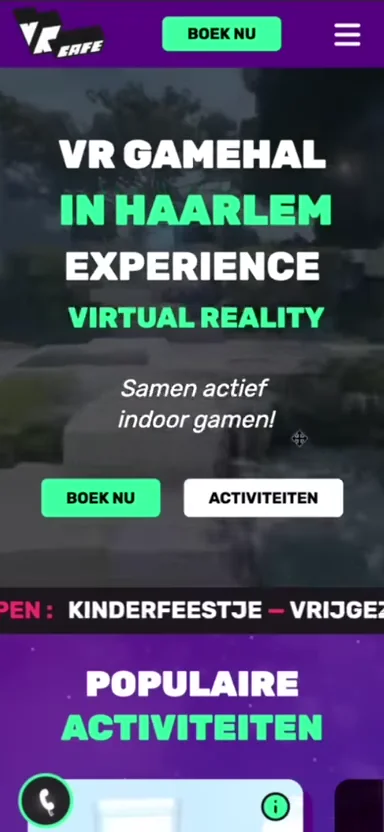 VR CAFE
BOEK NU
VR GAMEHAL
IN HAARLEM
EXPERIENCE
VIRTUAL REALITY
Samen actief
indoor gamen!
BOEK NU
ACTIVITEITEN
PEN : KINDERFEESTJE — VRIJGEZ
POPULAIRE
ACTIVITEITEN
i